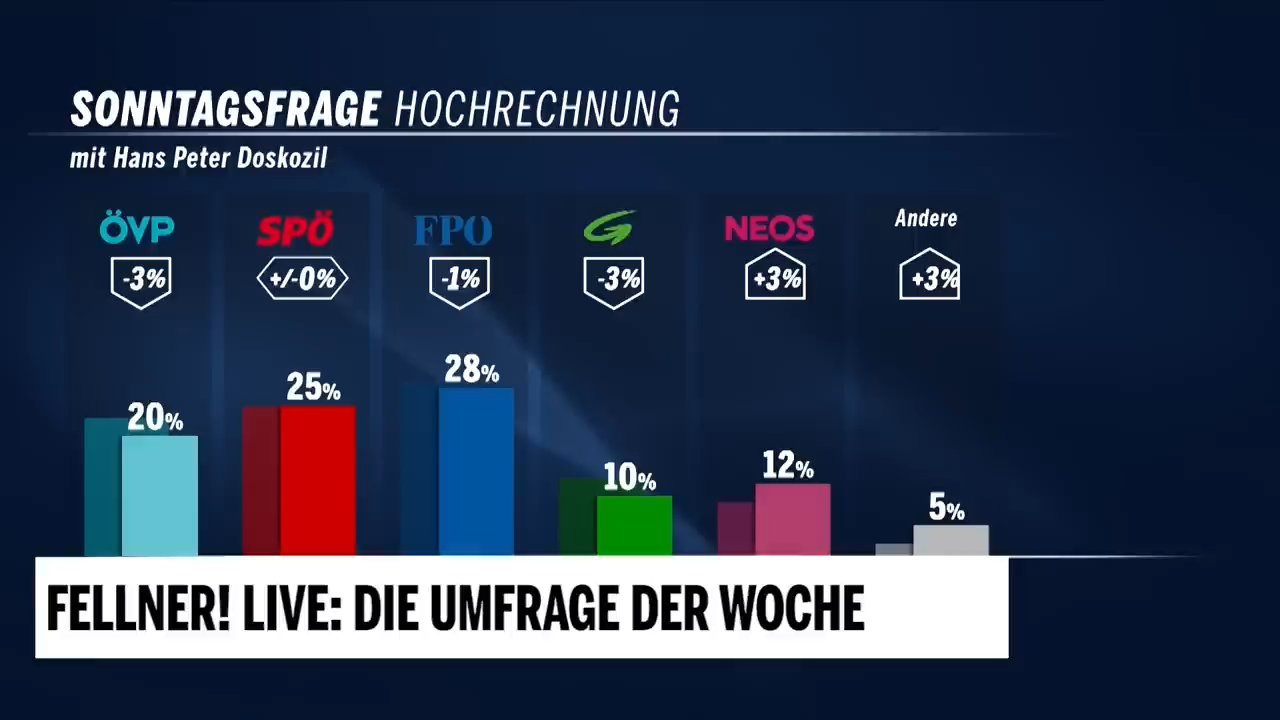 SONNTAGSFRAGE HOCHRECHNUNG
mit Hans Peter Doskozil
ÖVP SPÖ FPO G NEOS Andere
-3% +/-0% -1% -3% +3% +3%
20% 25% 28% 10% 12% 5%
FELLNER! LIVE: DIE UMFRAGE DER WOCHE